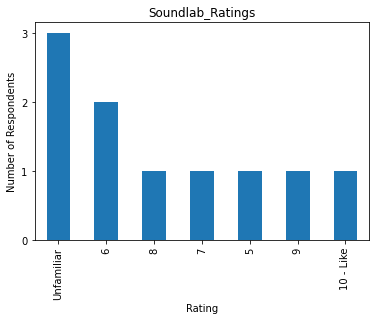 Soundlab_Ratings
Number of Respondents
3
2
1
0
Unfamiliar
6
8
7
5
9
10 - Like
Rating